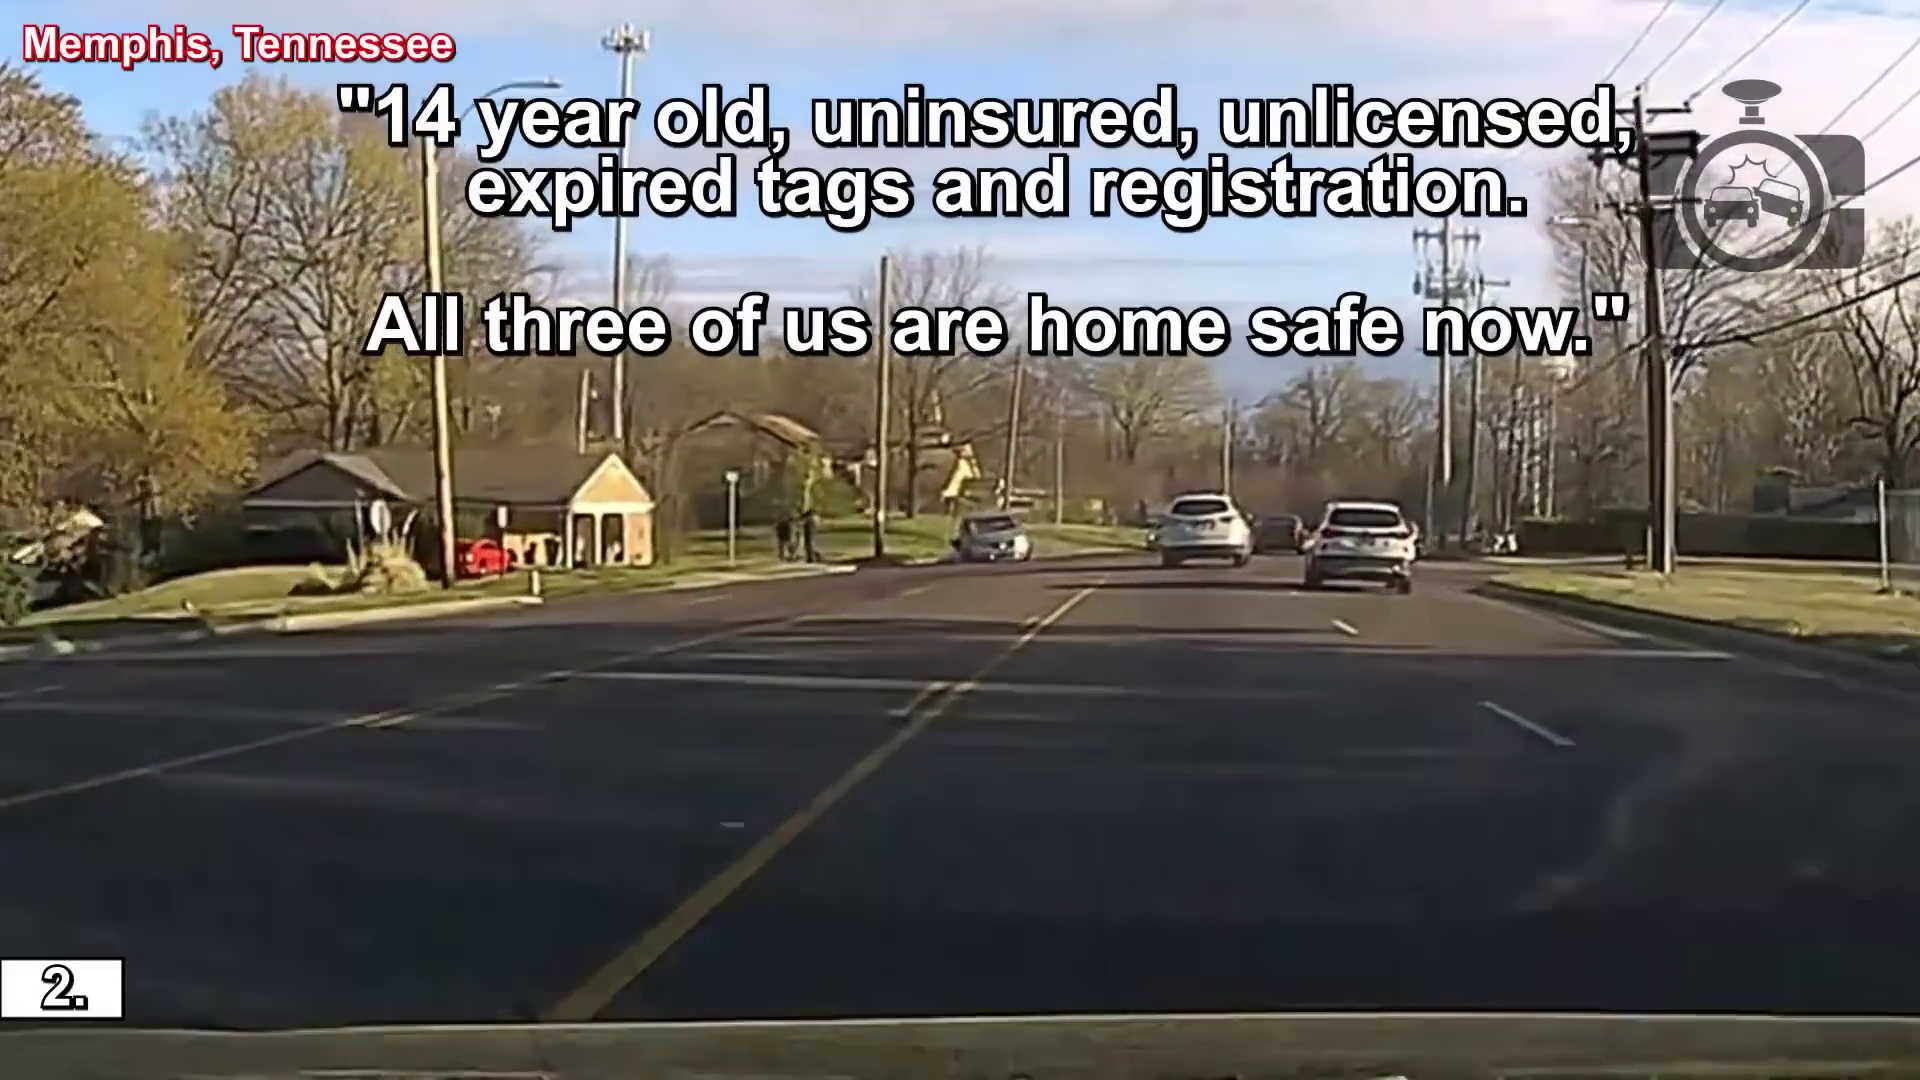 Memphis, Tennessee
"14 year old, uninsured, unlicensed,
expired tags and registration.
All three of us are home safe now."
2.